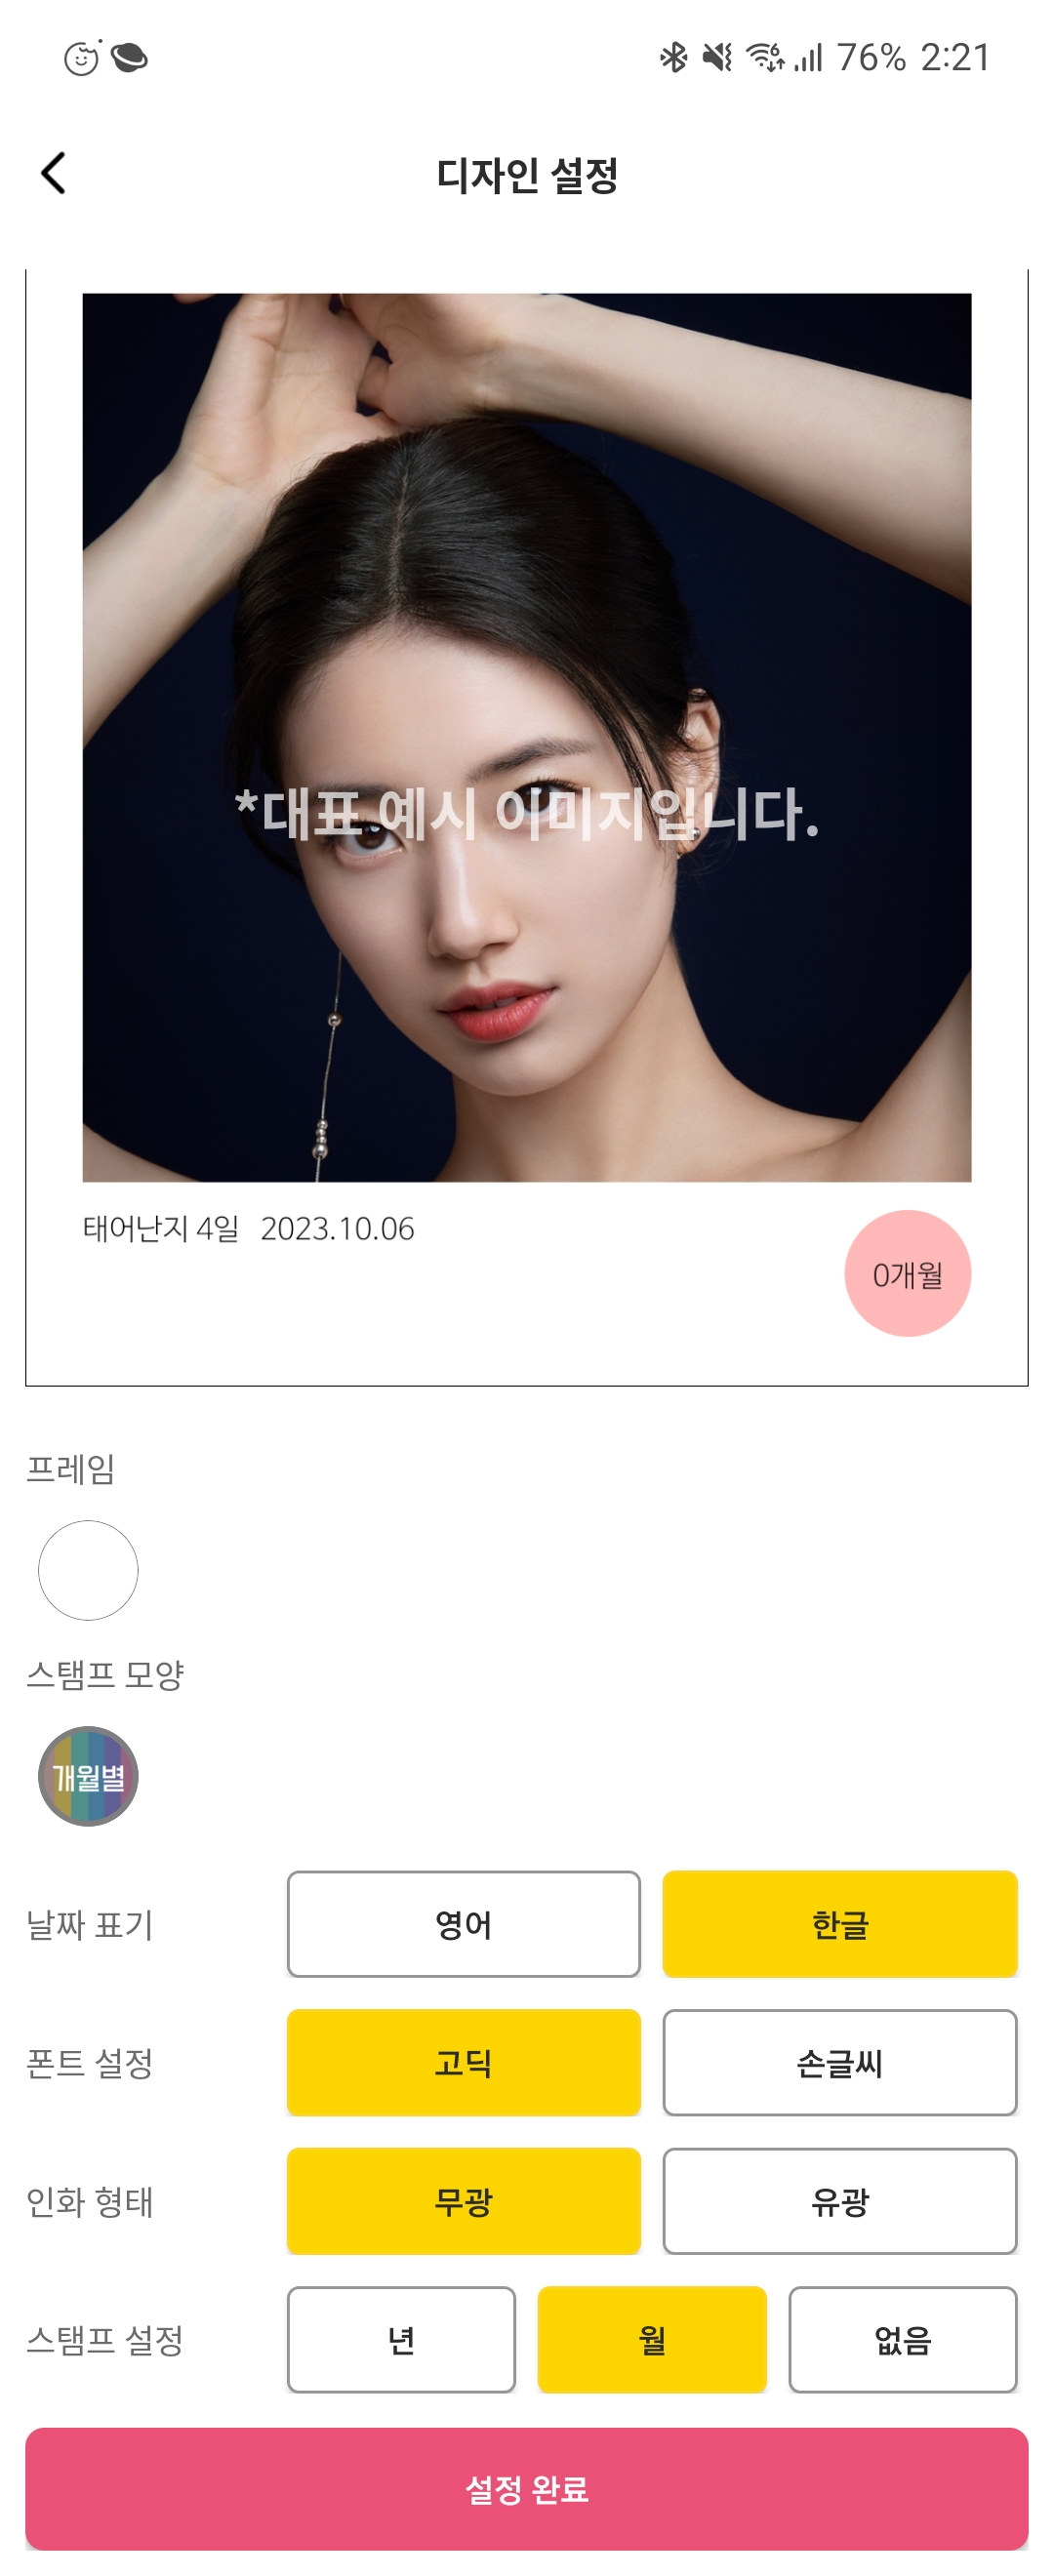 76% 2:21
디자인 설정
*대표 예시 이미지입니다.
태어난지 4일 2023.10.06
0개월
프레임
스탬프 모양
개월별
날짜 표기 영어 한글
폰트 설정 고딕 손글씨
인화 형태 무광 유광
스탬프 설정 년 월 없음
설정 완료